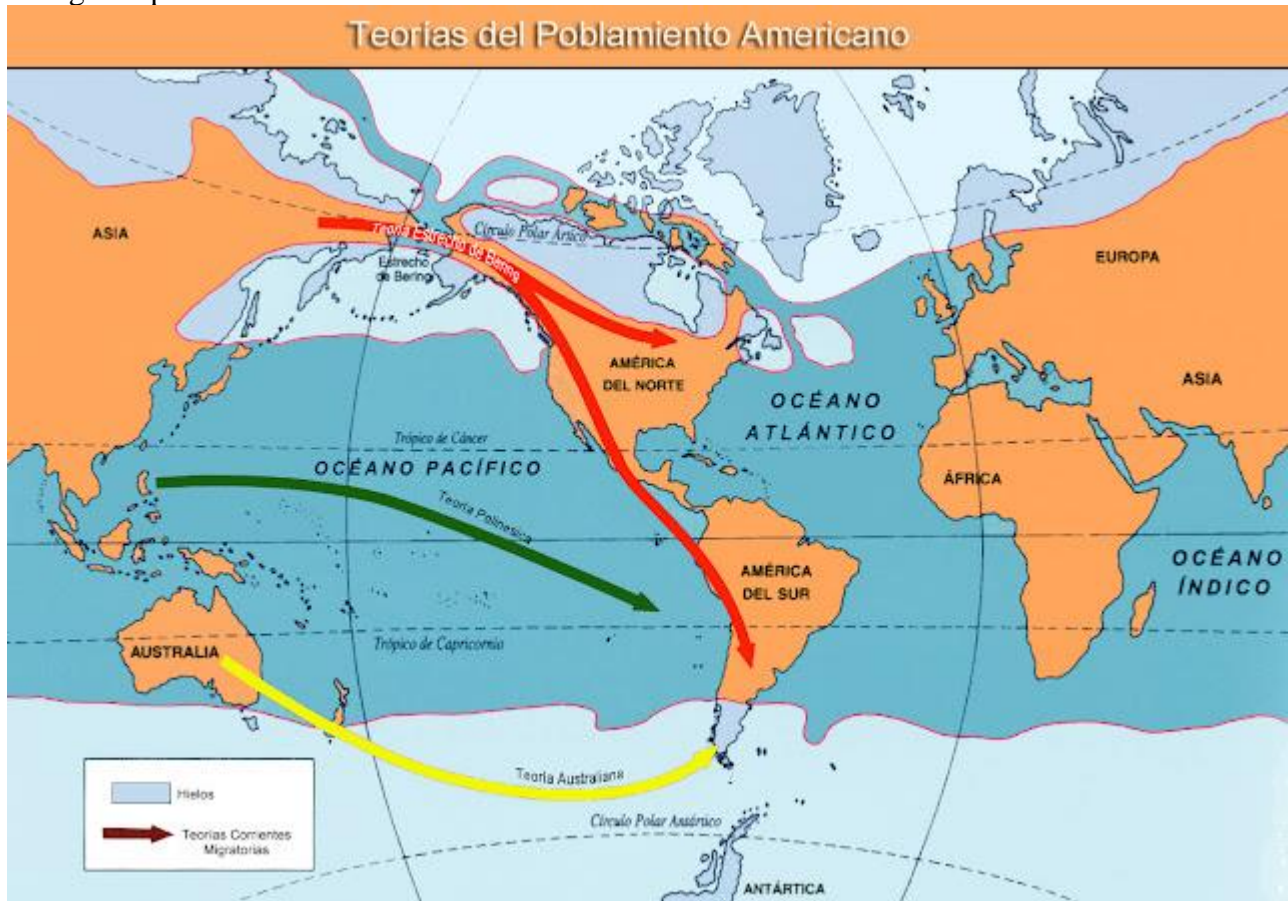 Teorías del Poblamiento Americano
ASIA
Teoría Estrecho de Bering
Estrecho
de Bering
Círculo Polar Ártico
EUROPA
AMÉRICA
DEL NORTE
ASIA
OCÉANO
ATLÁNTICO
Trópico de Cáncer
OCÉANO PACÍFICO
ÁFRICA
Teoría Polinesica
OCÉANO
ÍNDICO
AMÉRICA
DEL SUR
Trópico de Capricornio
AUSTRALIA
Teoría Australiana
Hielos
Teorías Corrientes
Migratorias
Círculo Polar Antártico
ANTÁRTICA